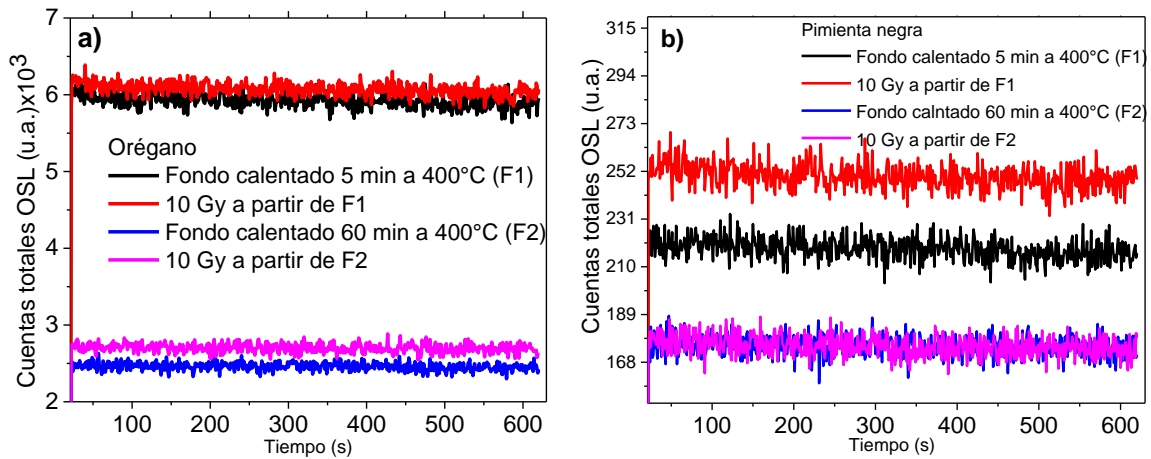 a)
Cuentas totales OSL (u.a.)x10³
7
6
5
4
3
2
Orégano
Fondo calentado 5 min a 400°C (F1)
10 Gy a partir de F1
Fondo calentado 60 min a 400°C (F2)
10 Gy a partir de F2
100 200 300 400 500 600
Tiempo (s)
b)
Cuentas totales OSL (u.a.)
315
294
273
252
231
210
189
168
Pimienta negra
Fondo calentado 5 min a 400°C (F1)
10 Gy a partir de F1
Fondo calntado 60 min a 400°C (F2)
10 Gy a partir de F2
100 200 300 400 500 600
Tiempo (s)